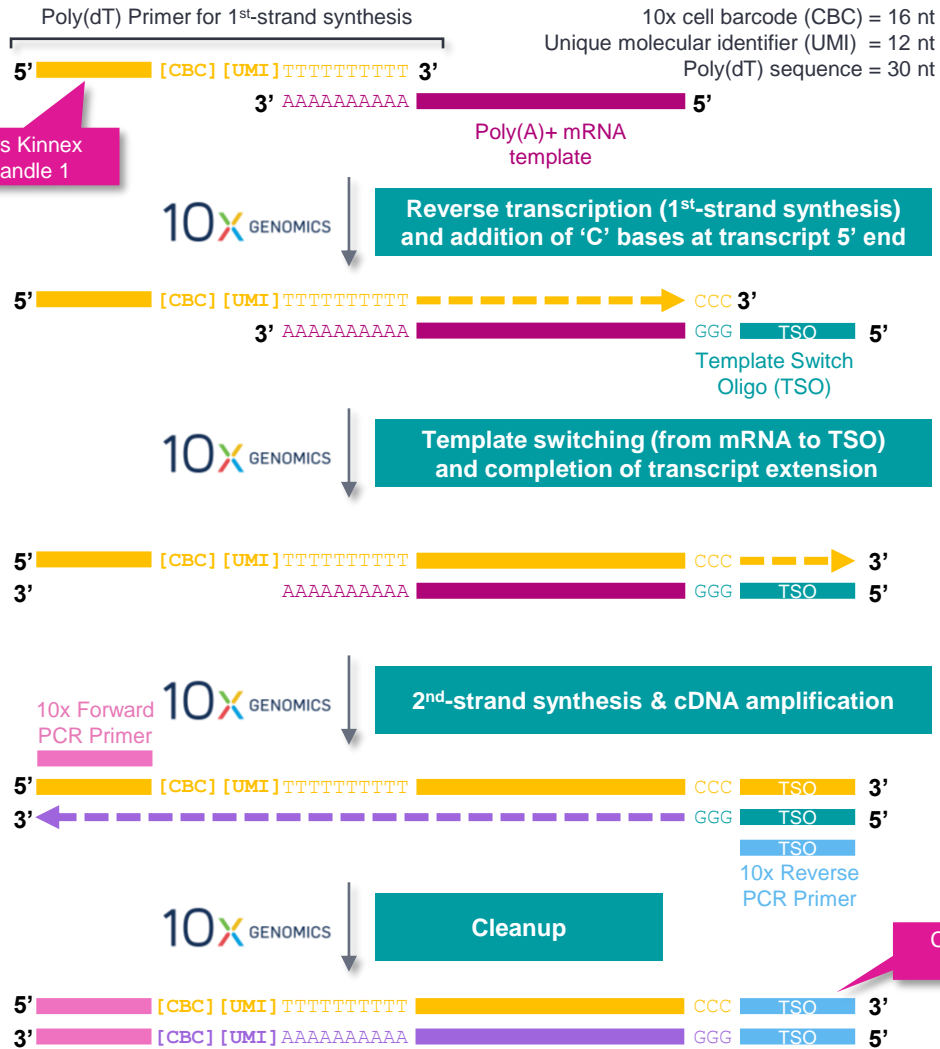 Poly(dT) Primer for 1st-strand synthesis
10x cell barcode (CBC) = 16 nt
Unique molecular identifier (UMI) = 12 nt
Poly(dT) sequence = 30 nt
5’ [CBC][UMI]TTTTTTTTTT 3’
3’ AAAAAAAAAA 5’
s Kinnex
andle 1
Poly(A)+ mRNA
template
10X GENOMICS
Reverse transcription (1st-strand synthesis)
and addition of ‘C’ bases at transcript 5’ end
5’ [CBC][UMI]TTTTTTTTTT CCC 3’
3’ AAAAAAAAAA GGG TSO 5’
Template Switch
Oligo (TSO)
10X GENOMICS
Template switching (from mRNA to TSO)
and completion of transcript extension
5’ [CBC][UMI]TTTTTTTTTT CCC 3’
3’ AAAAAAAAAA GGG TSO 5’
10X GENOMICS
2nd-strand synthesis & cDNA amplification
10x Forward
PCR Primer
5’ [CBC][UMI]TTTTTTTTTT CCC TSO 3’
3’ GGG TSO 5’
TSO
10x Reverse
PCR Primer
10X GENOMICS
Cleanup
5’ [CBC][UMI]TTTTTTTTTT CCC TSO 3’
3’ [CBC][UMI]AAAAAAAAAA GGG TSO 5’